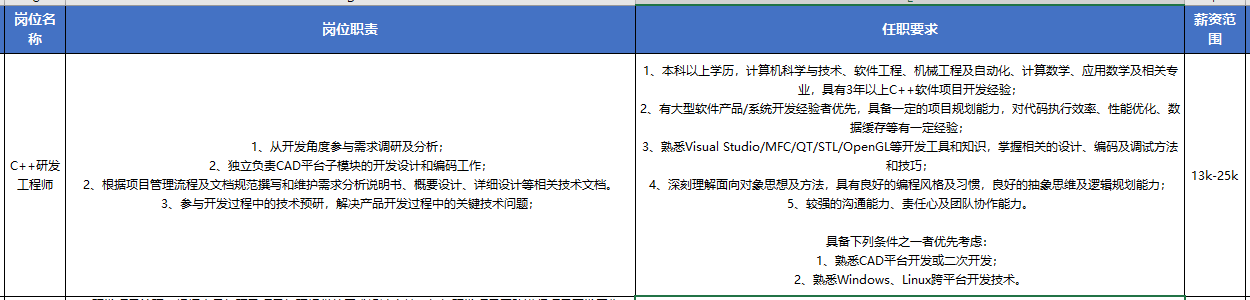 岗位名称
岗位职责
任职要求
薪资范围
C++研发工程师
1、从开发角度参与需求调研及分析；
2、独立负责CAD平台子模块的开发设计和编码工作；
2、根据项目管理流程及文档规范撰写和维护需求分析说明书、概要设计、详细设计等相关技术文档。
3、参与开发过程中的技术预研，解决产品开发过程中的关键技术问题；
1、本科以上学历，计算机科学与技术、软件工程、机械工程及自动化、计算数学、应用数学及相关专
业，具有3年以上C++软件项目开发经验；
2、有大型软件产品/系统开发经验者优先，具备一定的项目规划能力，对代码执行效率、性能优化、数
据缓存等有一定经验；
3、熟悉Visual Studio/MFC/QT/STL/OpenGL等开发工具和知识，掌握相关的设计、编码及调试方法
和技巧；
4、深刻理解面向对象思想及方法，具有良好的编程风格及习惯，良好的抽象思维及逻辑规划能力；
5、较强的沟通能力、责任心及团队协作能力。
具备下列条件之一者优先考虑：
1、熟悉CAD平台开发或二次开发；
2、熟悉Windows、Linux跨平台开发技术。
13k-25k